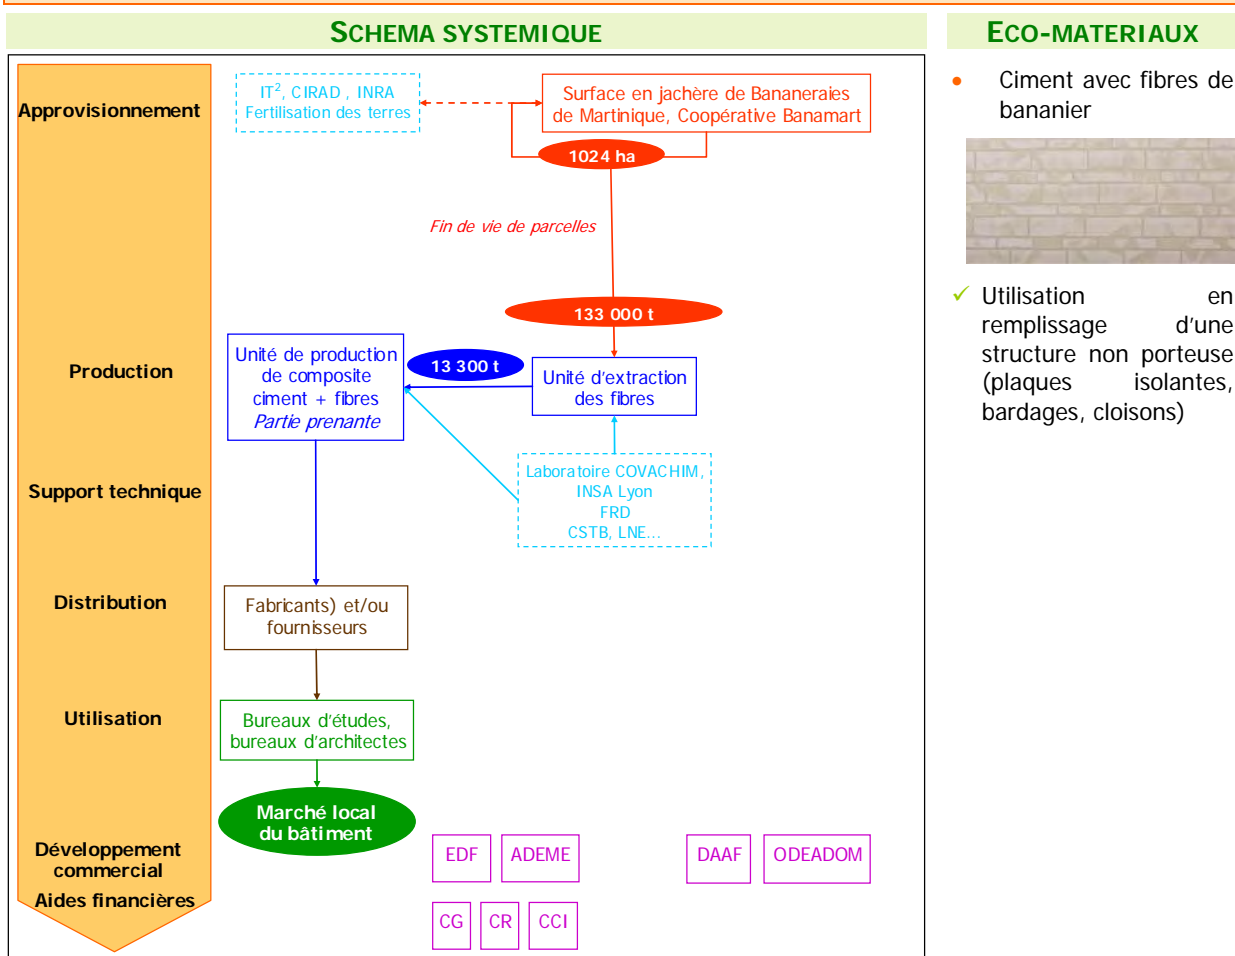 SCHEMA SYSTEMIQUE
ECO-MATERIAUX
Approvisionnement
IT², CIRAD , INRA
Fertilisation des terres
Surface en jachère de Bananeraies
de Martinique, Coopérative Banamart
1024 ha
Fin de vie de parcelles
133 000 t
Production
Unité de production
de composite
ciment + fibres
Partie prenante
13 300 t
Unité d'extraction
des fibres
Support technique
Laboratoire COVACHIM,
INSA Lyon
FRD
CSTB, LNE...
Distribution
Fabricants) et/ou
fournisseurs
Utilisation
Bureaux d'études,
bureaux d'architectes
Marché local
du bâtiment
Développement
commercial
EDF
ADEME
DAAF
ODEADOM
Aides financières
CG
CR
CCI
• Ciment avec fibres de
bananier
✓ Utilisation en
remplissage d'une
structure non porteuse
(plaques isolantes,
bardages, cloisons)